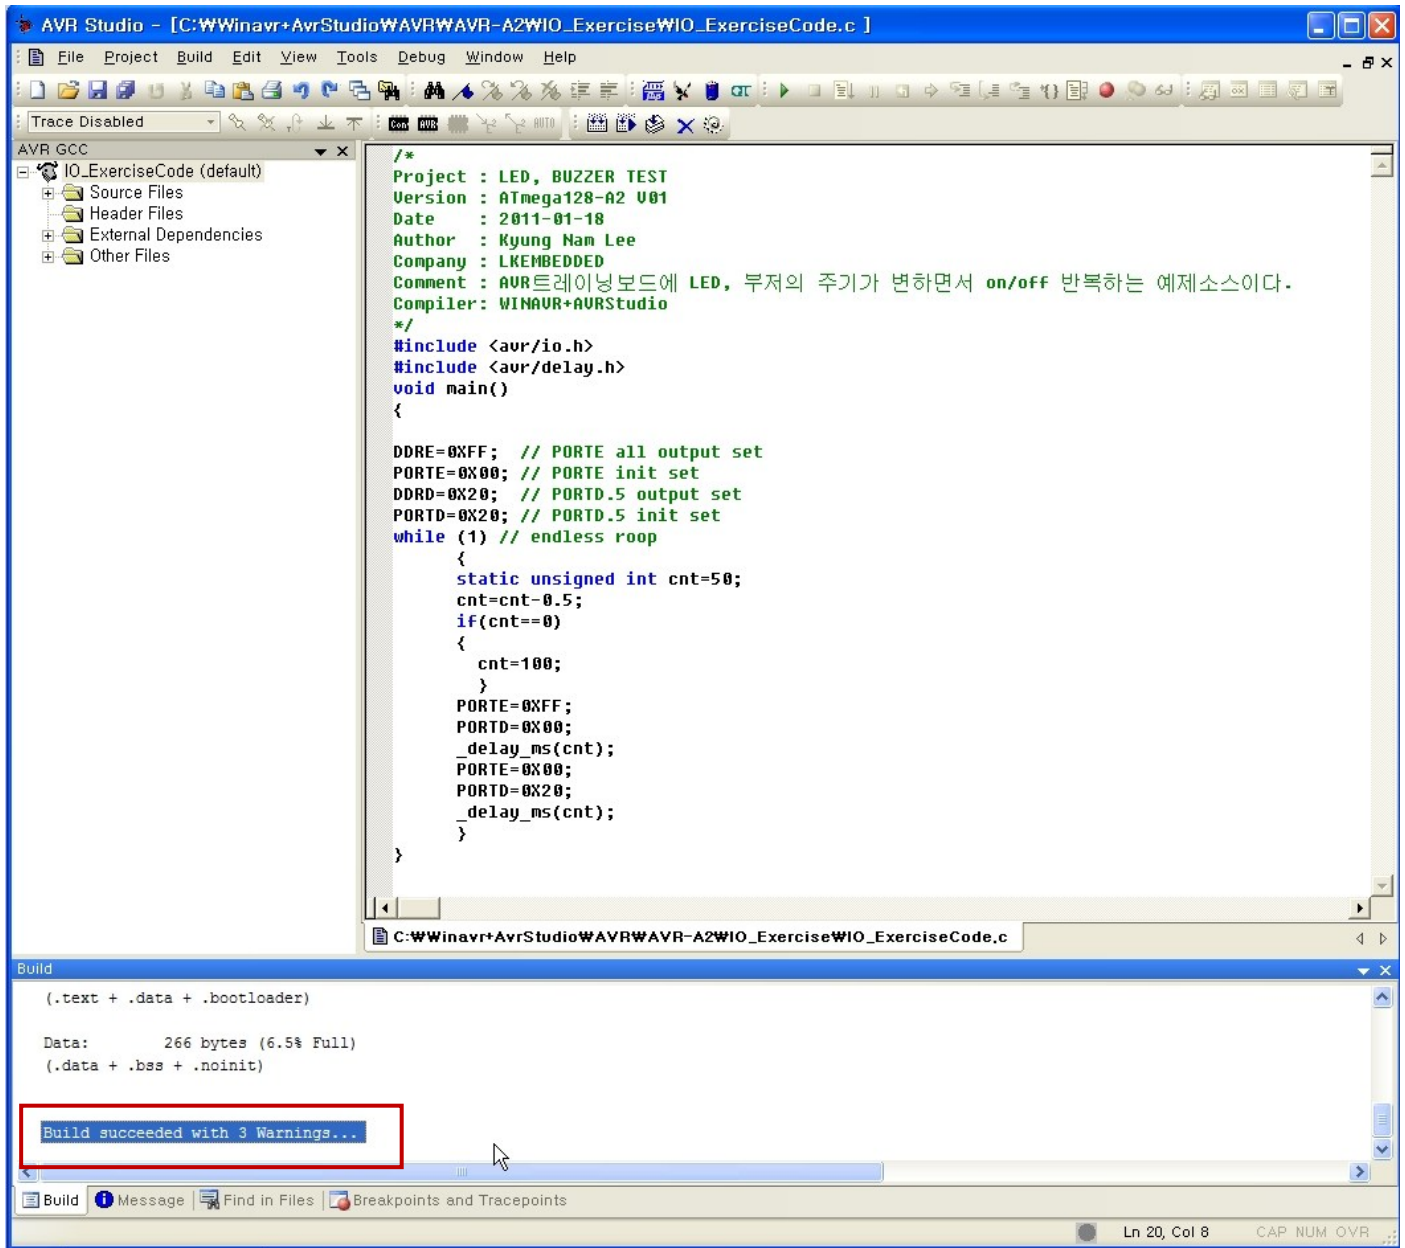 AVR Studio - [C:₩Winavr+AvrStudio₩AVR₩AVR-A2₩IO_Exercise₩IO_ExerciseCode.c ]
File Project Build Edit View Tools Debug Window Help
Trace Disabled
Con AVR AUTO
AVR GCC
IO_ExerciseCode (default)
Source Files
Header Files
External Dependencies
Other Files
/*
Project : LED, BUZZER TEST
Version : ATmega128-A2 V01
Date    : 2011-01-18
Author  : Kyung Nam Lee
Company : LKEMBEDDED
Comment : AVR트레이닝보드에 LED, 부저의 주기가 변하면서 on/off 반복하는 예제소스이다.
Compiler: WINAVR+AVRStudio
*/
#include <avr/io.h>
#include <avr/delay.h>
void main()
{
DDRE=0XFF;  // PORTE all output set
PORTE=0X00; // PORTE init set
DDRD=0X20;  // PORTD.5 output set
PORTD=0X20; // PORTD.5 init set
while (1) // endless roop
{
static unsigned int cnt=50;
cnt=cnt-0.5;
if(cnt==0)
{
cnt=100;
}
PORTE=0XFF;
PORTD=0X00;
_delay_ms(cnt);
PORTE=0X00;
PORTD=0X20;
_delay_ms(cnt);
}
}
C:₩Winavr+AvrStudio₩AVR₩AVR-A2₩IO_Exercise₩IO_ExerciseCode.c
Build
(.text + .data + .bootloader)
Data:        266 bytes (6.5% Full)
(.data + .bss + .noinit)
Build succeeded with 3 Warnings...
Build Message Find in Files Breakpoints and Tracepoints
Ln 20, Col 8 CAP NUM OVR